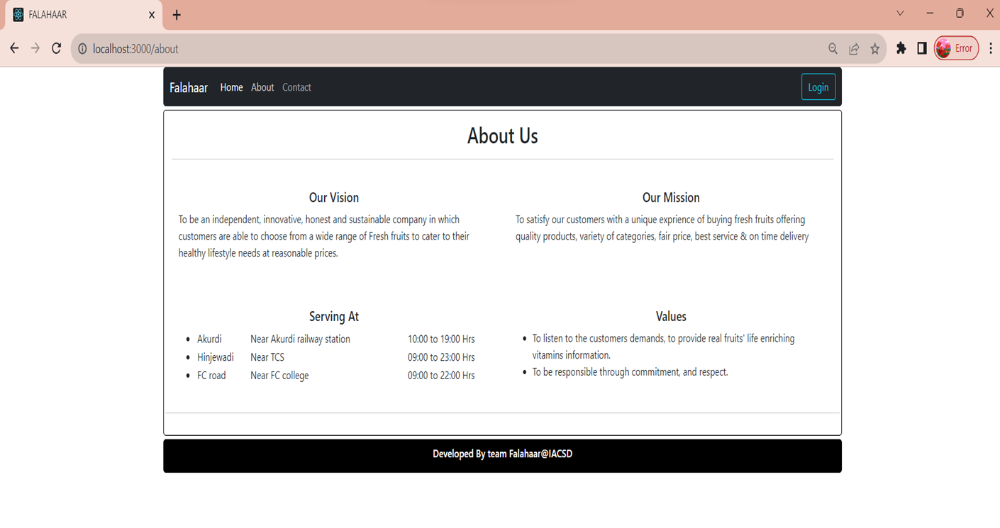 FALAHAAR
localhost:3000/about
Error
Falahaar Home About Contact Login
About Us
Our Vision
To be an independent, innovative, honest and sustainable company in which
customers are able to choose from a wide range of Fresh fruits to cater to their
healthy lifestyle needs at reasonable prices.
Our Mission
To satisfy our customers with a unique exprience of buying fresh fruits offering
quality products, variety of categories, fair price, best service & on time delivery
Serving At
• Akurdi Near Akurdi railway station 10:00 to 19:00 Hrs
• Hinjewadi Near TCS 09:00 to 23:00 Hrs
• FC road Near FC college 09:00 to 22:00 Hrs
Values
• To listen to the customers demands, to provide real fruits' life enriching
vitamins information.
• To be responsible through commitment, and respect.
Developed By team Falahaar@IACSD